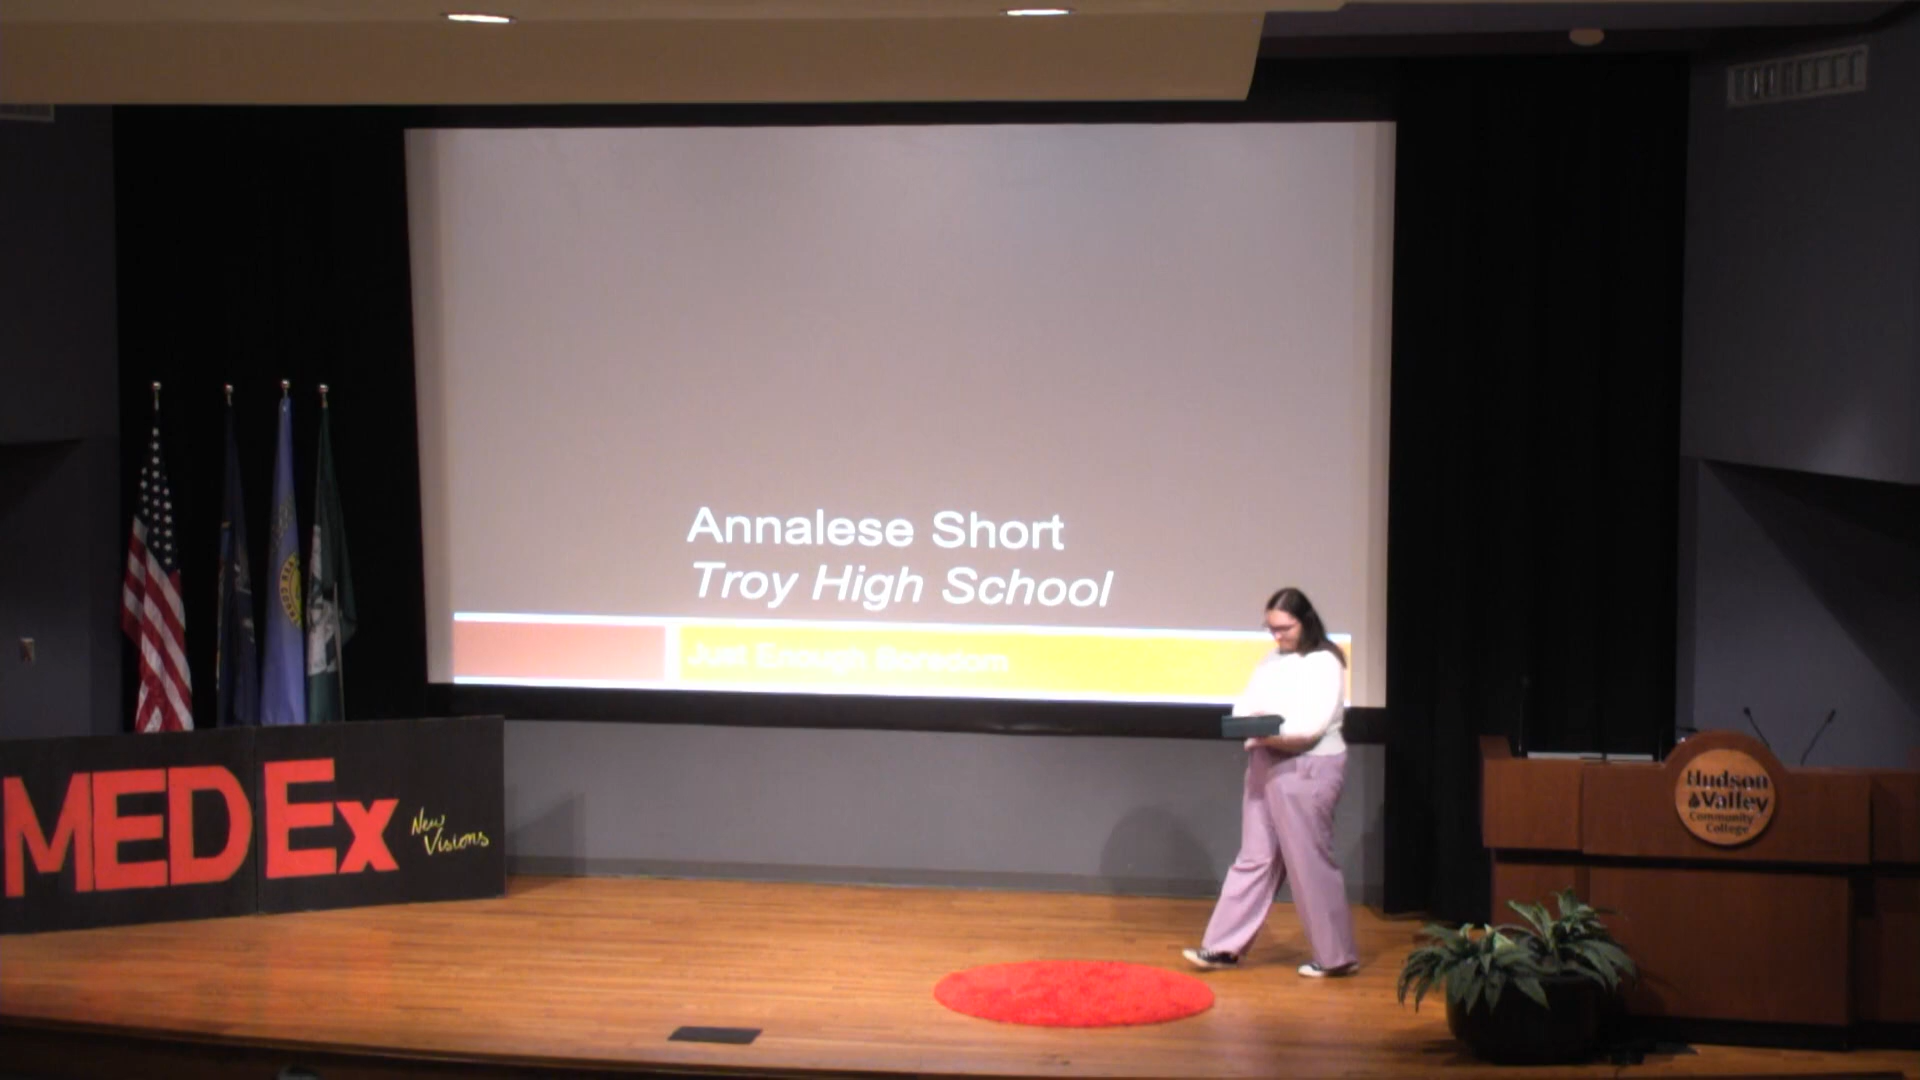 Annalese Short
Troy High School
Just Enough Boredom
MEDEx
New
Visions
Hudson
Valley
Community
College